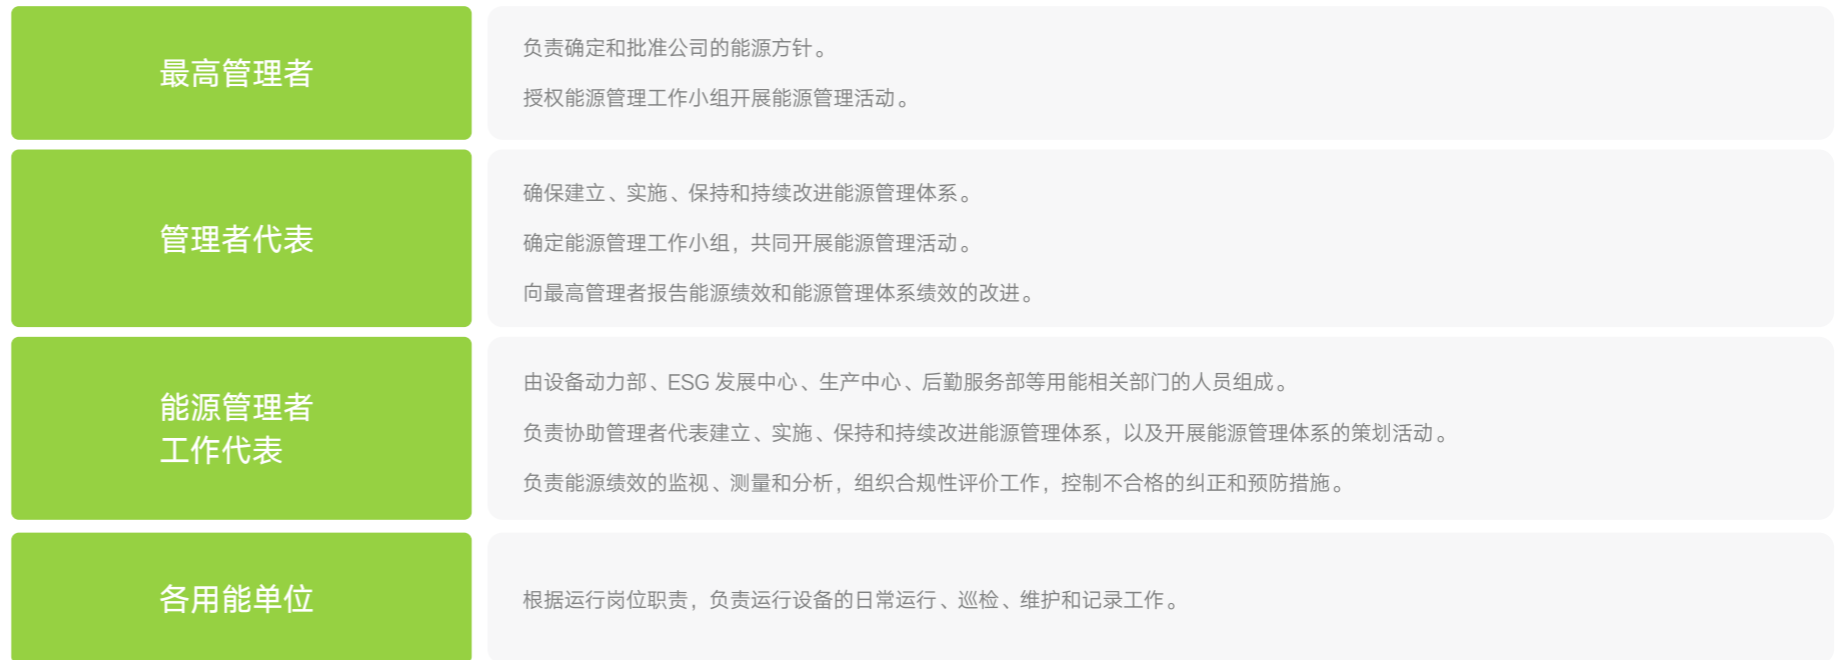 最高管理者
负责确定和批准公司的能源方针。
授权能源管理工作小组开展能源管理活动。
管理者代表
确保建立、实施、保持和持续改进能源管理体系。
确定能源管理工作小组，共同开展能源管理活动。
向最高管理者报告能源绩效和能源管理体系绩效的改进。
能源管理者
工作代表
由设备动力部、ESG 发展中心、生产中心、后勤服务部等用能相关部门的人员组成。
负责协助管理者代表建立、实施、保持和持续改进能源管理体系，以及开展能源管理体系的策划活动。
负责能源绩效的监视、测量和分析，组织合规性评价工作，控制不合格的纠正和预防措施。
各用能单位
根据运行岗位职责，负责运行设备的日常运行、巡检、维护和记录工作。